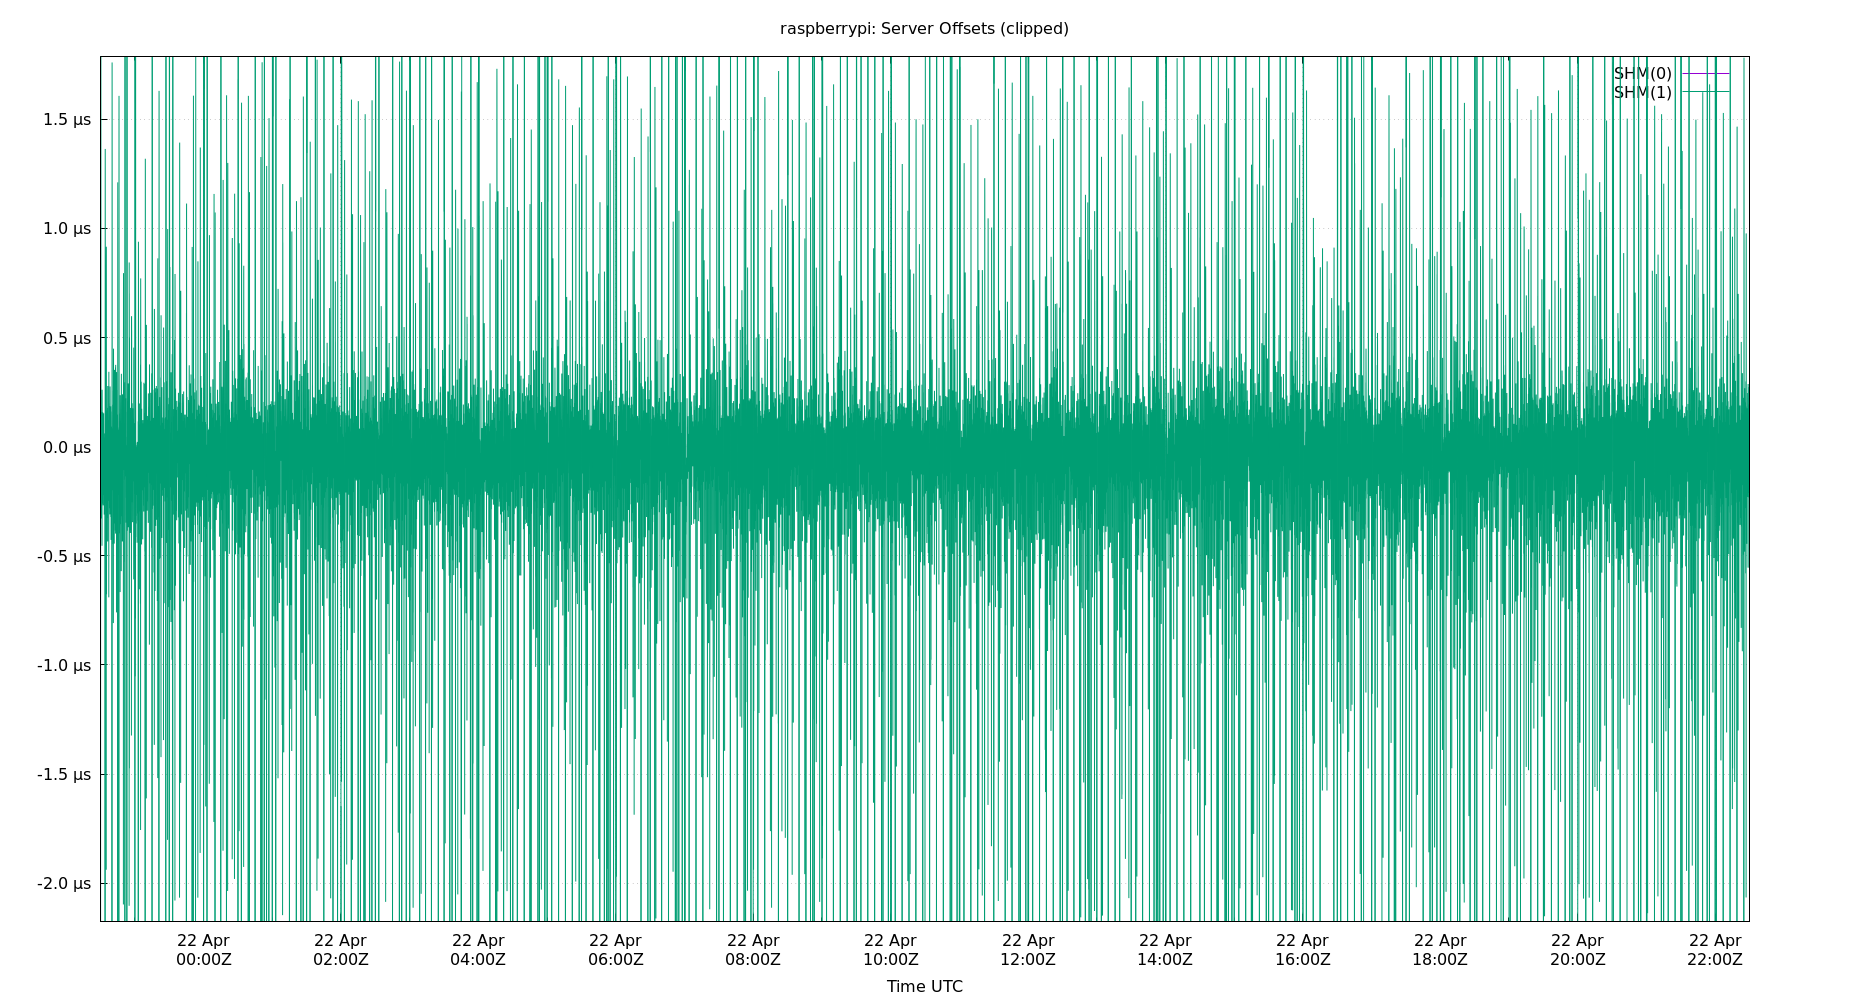 raspberrypi: Server Offsets (clipped)
SHM(0)
SHM(1)
1.5 µs
1.0 µs
0.5 µs
0.0 µs
-0.5 µs
-1.0 µs
-1.5 µs
-2.0 µs
22 Apr 22 Apr 22 Apr 22 Apr 22 Apr 22 Apr 22 Apr 22 Apr 22 Apr 22 Apr 22 Apr 22 Apr
00:00Z 02:00Z 04:00Z 06:00Z 08:00Z 10:00Z 12:00Z 14:00Z 16:00Z 18:00Z 20:00Z 22:00Z
Time UTC